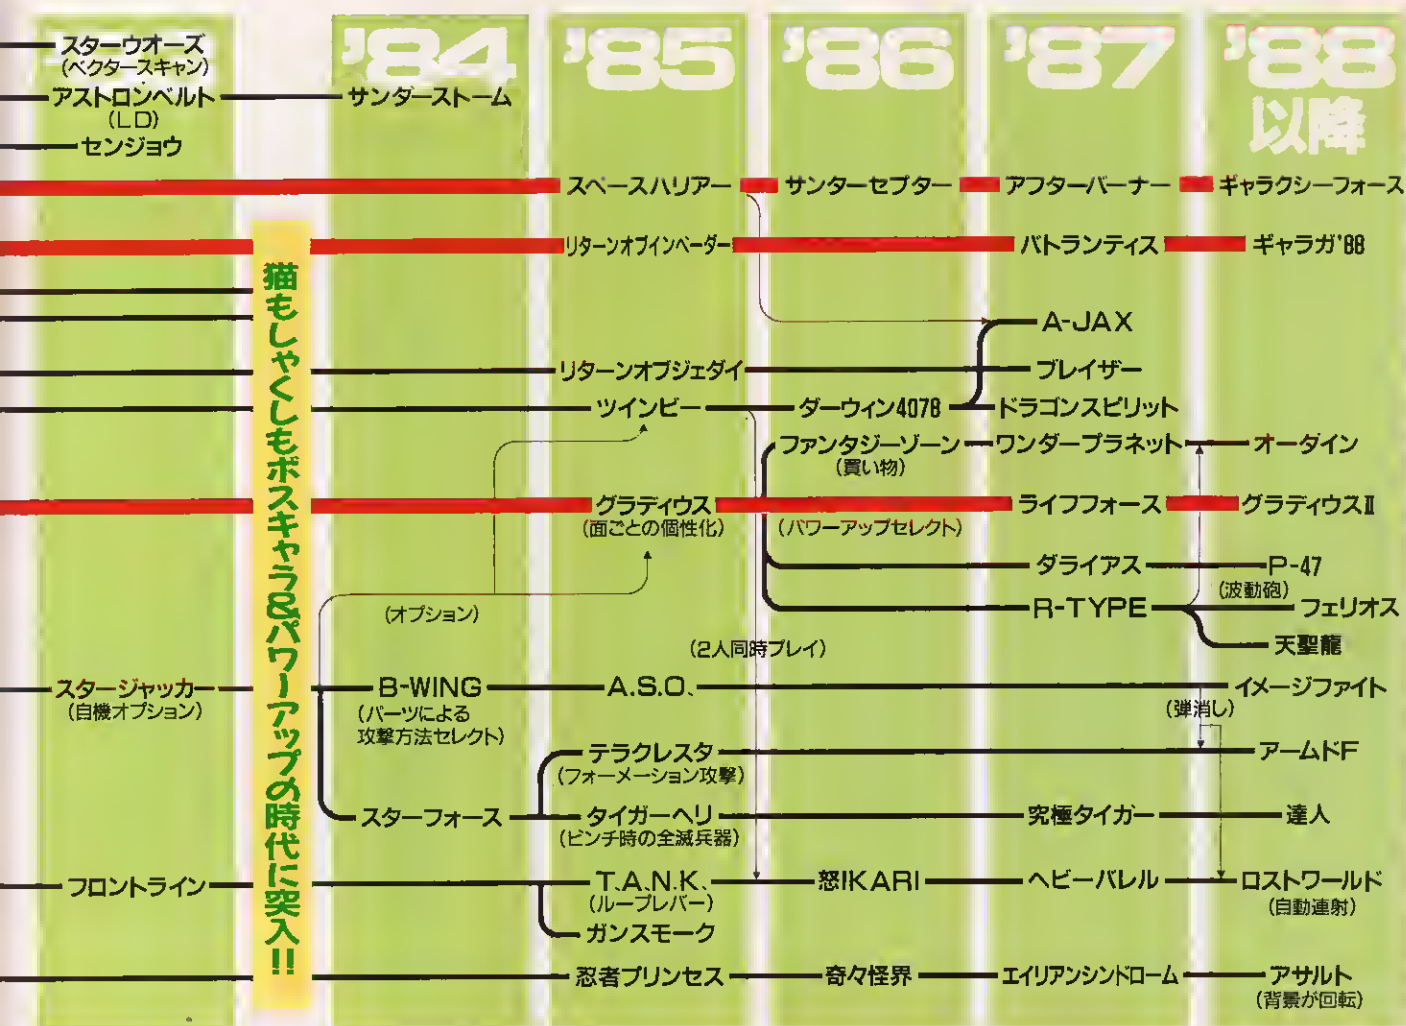 '84
'85
'86
'87
'88
以降
スターウオーズ
(ベクタースキャン)
アストロンベルト
(LD)
サンダーストーム
センジョウ
スペースハリアー
サンターセプター
アフターバーナー
ギャラクシーフォース
リターンオブインベーダー
バトランティス
ギャラガ'88
猫もしゃくしもボスキャラ&パワーアップの時代に突入!!
A-JAX
リターンオブジェダイ
ブレイザー
ツインビー
ダーウィン4078
ドラゴンスピリット
ファンタジーゾーン
(買い物)
ワンダープラネット
オーダイン
グラディウス
(面ごとの個性化)
(パワーアップセレクト)
ライフフォース
グラディウスⅡ
ダライアス
P-47
(波動砲)
(オプション)
R-TYPE
フェリオス
天聖龍
(2人同時プレイ)
スタージャッカー
(自機オプション)
B-WING
(パーツによる
攻撃方法セレクト)
A.S.O.
イメージファイト
(弾消し)
テラクレスタ
(フォーメーション攻撃)
アームドF
スターフォース
タイガーヘリ
(ピンチ時の全滅兵器)
究極タイガー
達人
フロントライン
T.A.N.K.
(ループレバー)
怒IKARI
ヘビーバレル
ロストワールド
(自動連射)
ガンスモーク
忍者プリンセス
奇々怪界
エイリアンシンドローム
アサルト
(背景が回転)